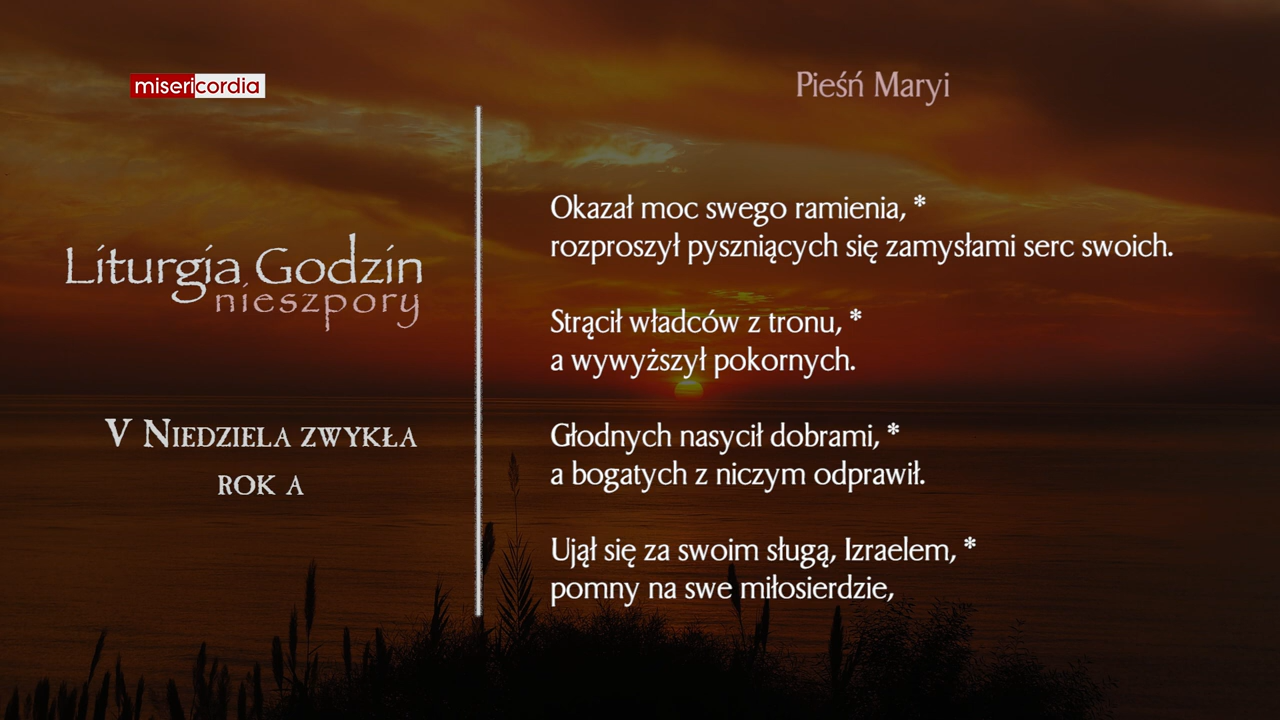 misericordia
Liturgia Godzin
nieszpory
V Niedziela zwykła
rok a
Pieśń Maryi
Okazał moc swego ramienia, *
rozproszył pyszniących się zamysłami serc swoich.
Strącił władców z tronu, *
a wywyższył pokornych.
Głodnych nasycił dobrami, *
a bogatych z niczym odprawił.
Ujął się za swoim sługą, Izraelem, *
pomny na swe miłosierdzie,